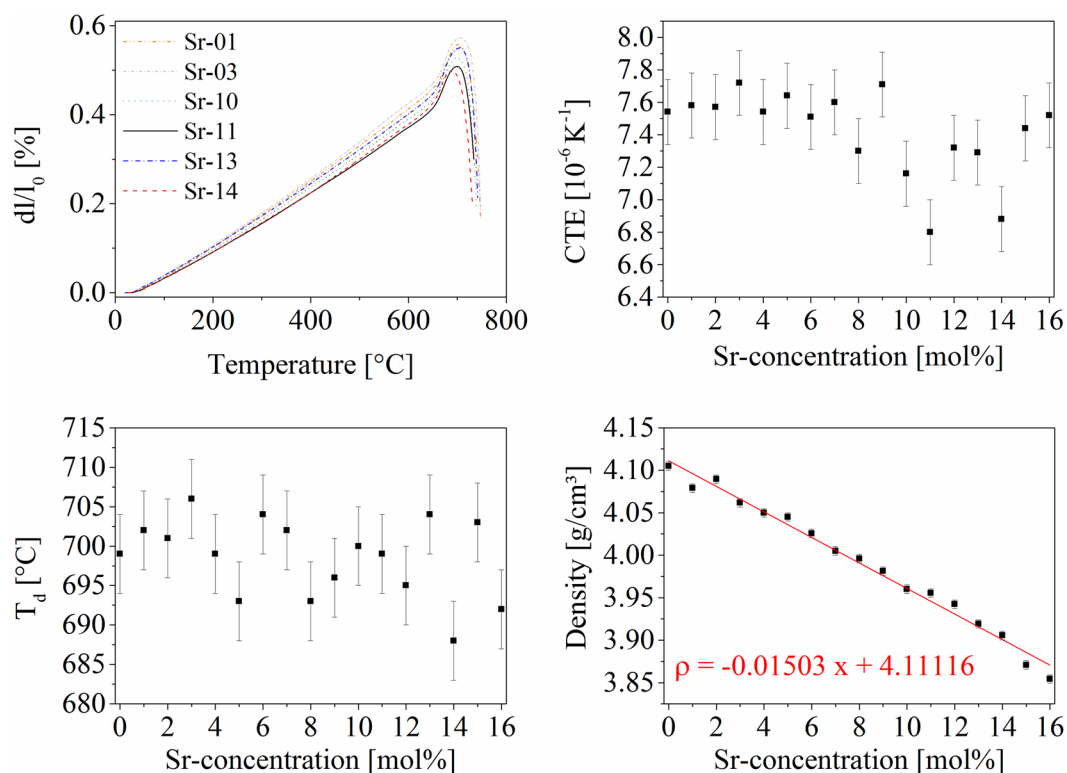 0.6
0.4
0.2
0.0
dl/l0 [%]
Sr-01
Sr-03
Sr-10
Sr-11
Sr-13
Sr-14
0 200 400 600 800
Temperature [°C]
8.0
7.8
7.6
7.4
7.2
7.0
6.8
6.6
6.4
CTE [10⁻⁶ K⁻¹]
0 2 4 6 8 10 12 14 16
Sr-concentration [mol%]
715
710
705
700
695
690
685
680
Td [°C]
0 2 4 6 8 10 12 14 16
Sr-concentration [mol%]
4.15
4.10
4.05
4.00
3.95
3.90
3.85
Density [g/cm³]
ρ = -0.01503 x + 4.11116
0 2 4 6 8 10 12 14 16
Sr-concentration [mol%]